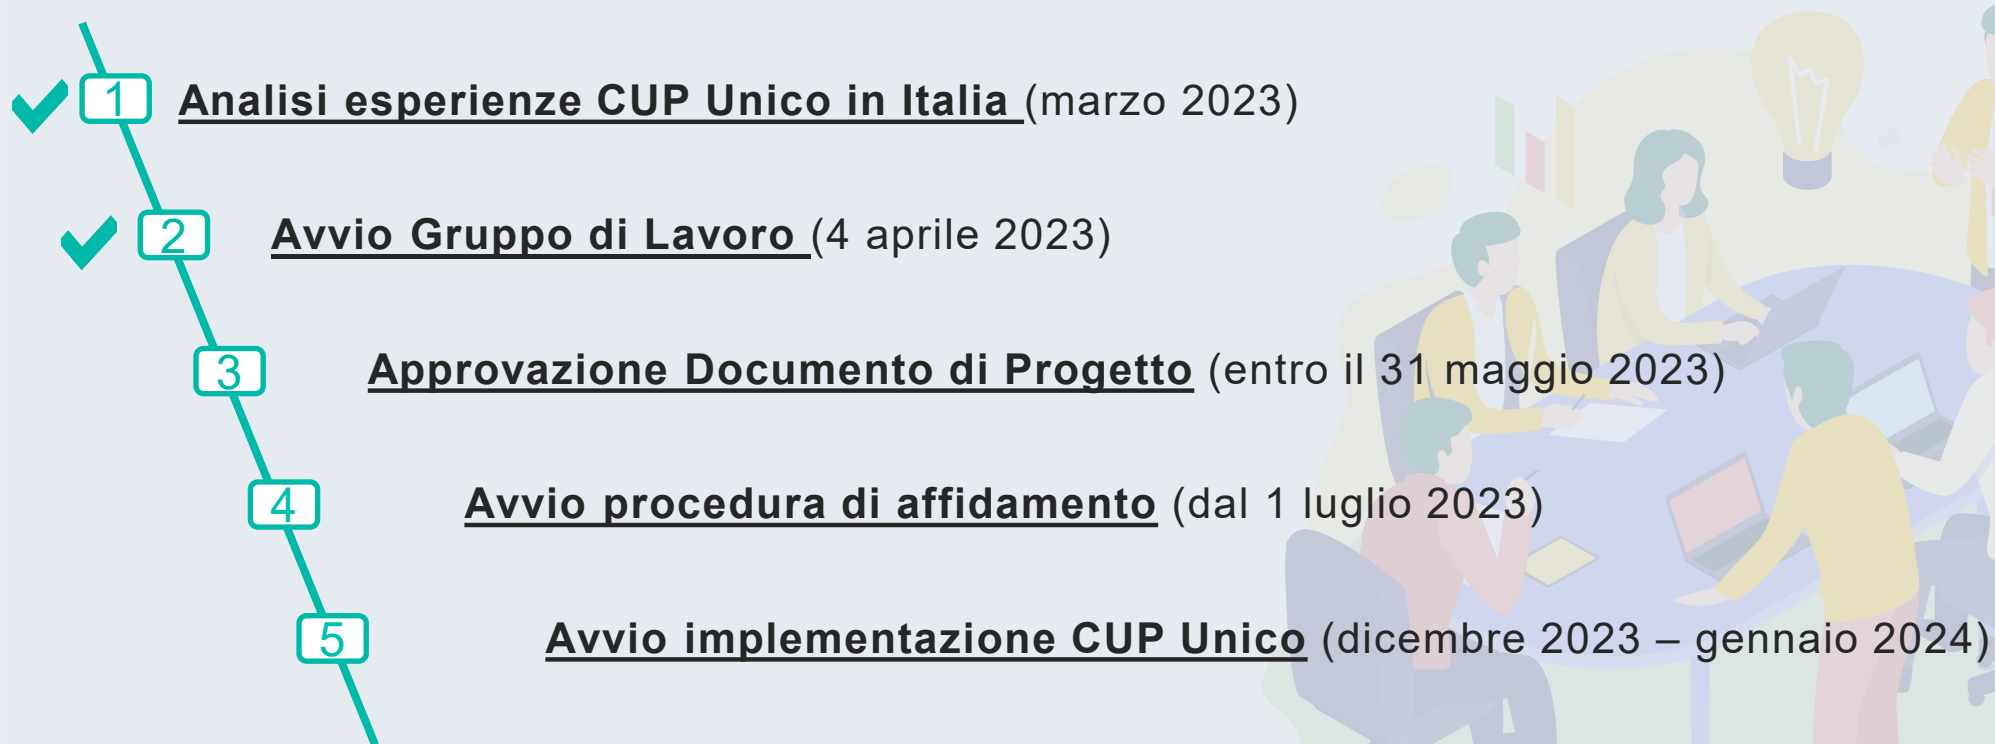 1 Analisi esperienze CUP Unico in Italia (marzo 2023)
2 Avvio Gruppo di Lavoro (4 aprile 2023)
3 Approvazione Documento di Progetto (entro il 31 maggio 2023)
4 Avvio procedura di affidamento (dal 1 luglio 2023)
5 Avvio implementazione CUP Unico (dicembre 2023 – gennaio 2024)